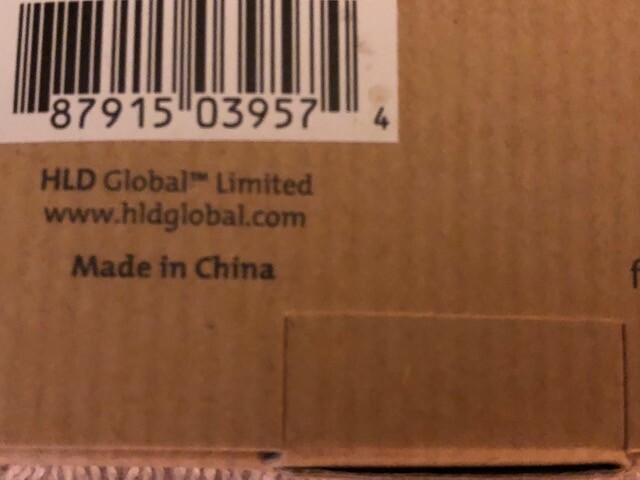 87915 03957 4
HLD Global™ Limited
www.hldglobal.com
Made in China
f